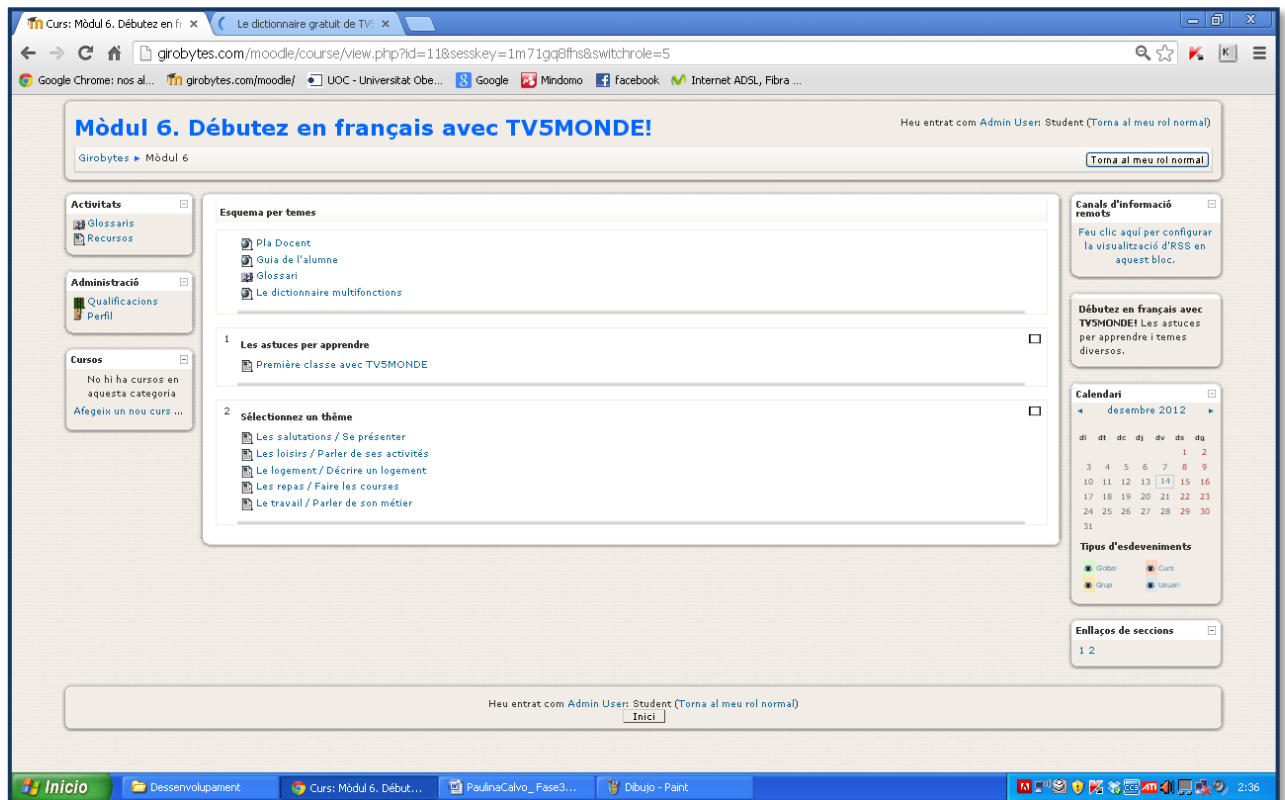 Curs: Mòdul 6. Débutez en fr
Le dictionnaire gratuit de TV5
girobytes.com/moodle/course/view.php?id=11&sesskey=1m71gq8fhs&switchrole=5
Google Chrome: nos al...
girobytes.com/moodle/
UOC - Universitat Obe...
Google
Mindomo
facebook
Internet ADSL, Fibra ...
Mòdul 6. Débutez en français avec TV5MONDE!
Heu entrat com Admin User: Student (Torna al meu rol normal)
Girobytes ► Mòdul 6
Torna al meu rol normal
Activitats
Glossaris
Recursos
Administració
Qualificacions
Perfil
Cursos
No hi ha cursos en
aquesta categoria
Afegeix un nou curs ...
Esquema per temes
Pla Docent
Guia de l'alumne
Glossari
Le dictionnaire multifonctions
1
Les astuces per apprendre
Première classe avec TV5MONDE
2
Sélectionnez un thème
Les salutations / Se présenter
Les loisirs / Parler de ses activités
Le logement / Décrire un logement
Les repas / Faire les courses
Le travail / Parler de son métier
Canals d'informació
remots
Feu clic aquí per configurar
la visualització d'RSS en
aquest bloc.
Débutez en français avec
TV5MONDE! Les astuces
per apprendre i temes
diversos.
Calendari
◄ desembre 2012 ►
dl dt dc dj dv ds dg
1 2
3 4 5 6 7 8 9
10 11 12 13 14 15 16
17 18 19 20 21 22 23
24 25 26 27 28 29 30
31
Tipus d'esdeveniments
Global Curs
Grup Usuari
Enllaços de seccions
1 2
Heu entrat com Admin User: Student (Torna al meu rol normal)
Inici
Inicio
Dessenvolupament
Curs: Mòdul 6. Début...
PaulinaCalvo_ Fase3...
Dibujo - Paint
2:36